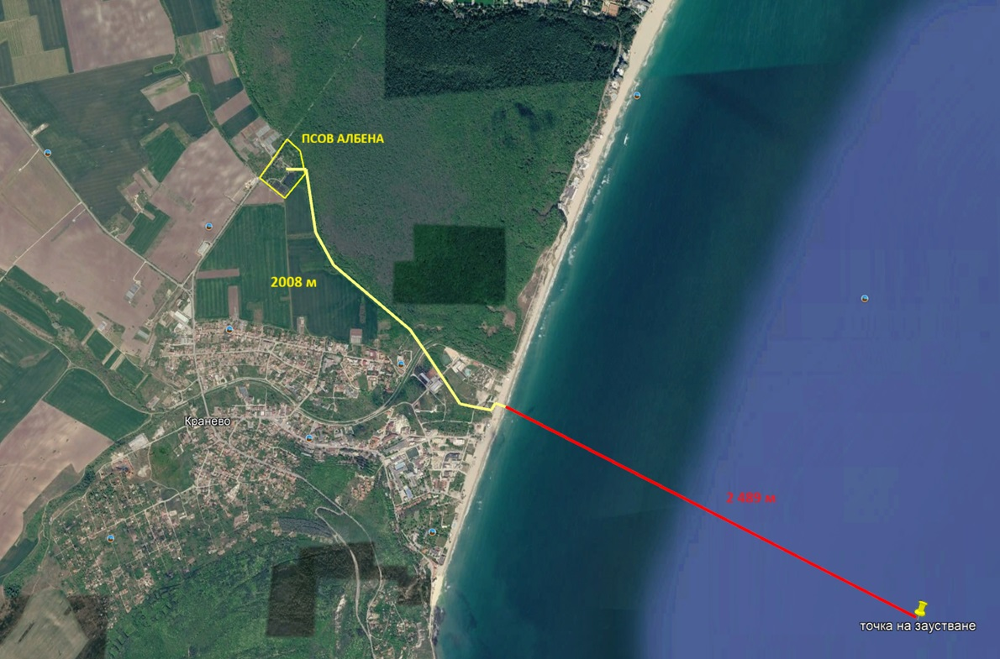 ПСОВ АЛБЕНА
2008 м
Кранево
2 489 м
точка на заустване